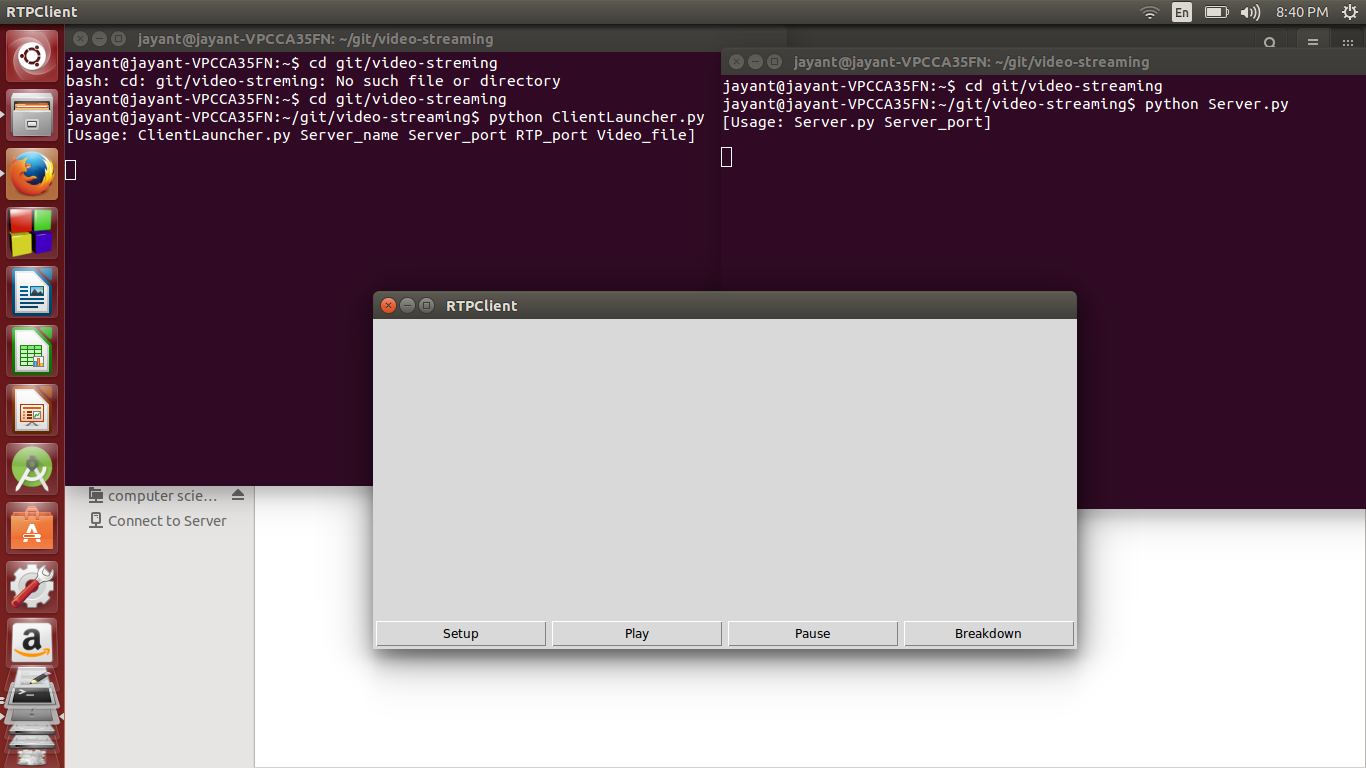 RTPClient
En
8:40 PM
jayant@jayant-VPCCA35FN: ~/git/video-streaming
jayant@jayant-VPCCA35FN:~$ cd git/video-streming
bash: cd: git/video-streming: No such file or directory
jayant@jayant-VPCCA35FN:~$ cd git/video-streaming
jayant@jayant-VPCCA35FN:~/git/video-streaming$ python ClientLauncher.py
[Usage: ClientLauncher.py Server_name Server_port RTP_port Video_file]
jayant@jayant-VPCCA35FN: ~/git/video-streaming
jayant@jayant-VPCCA35FN:~$ cd git/video-streaming
jayant@jayant-VPCCA35FN:~/git/video-streaming$ python Server.py
[Usage: Server.py Server_port]
RTPClient
Setup
Play
Pause
Breakdown
computer scie...
Connect to Server
A
a